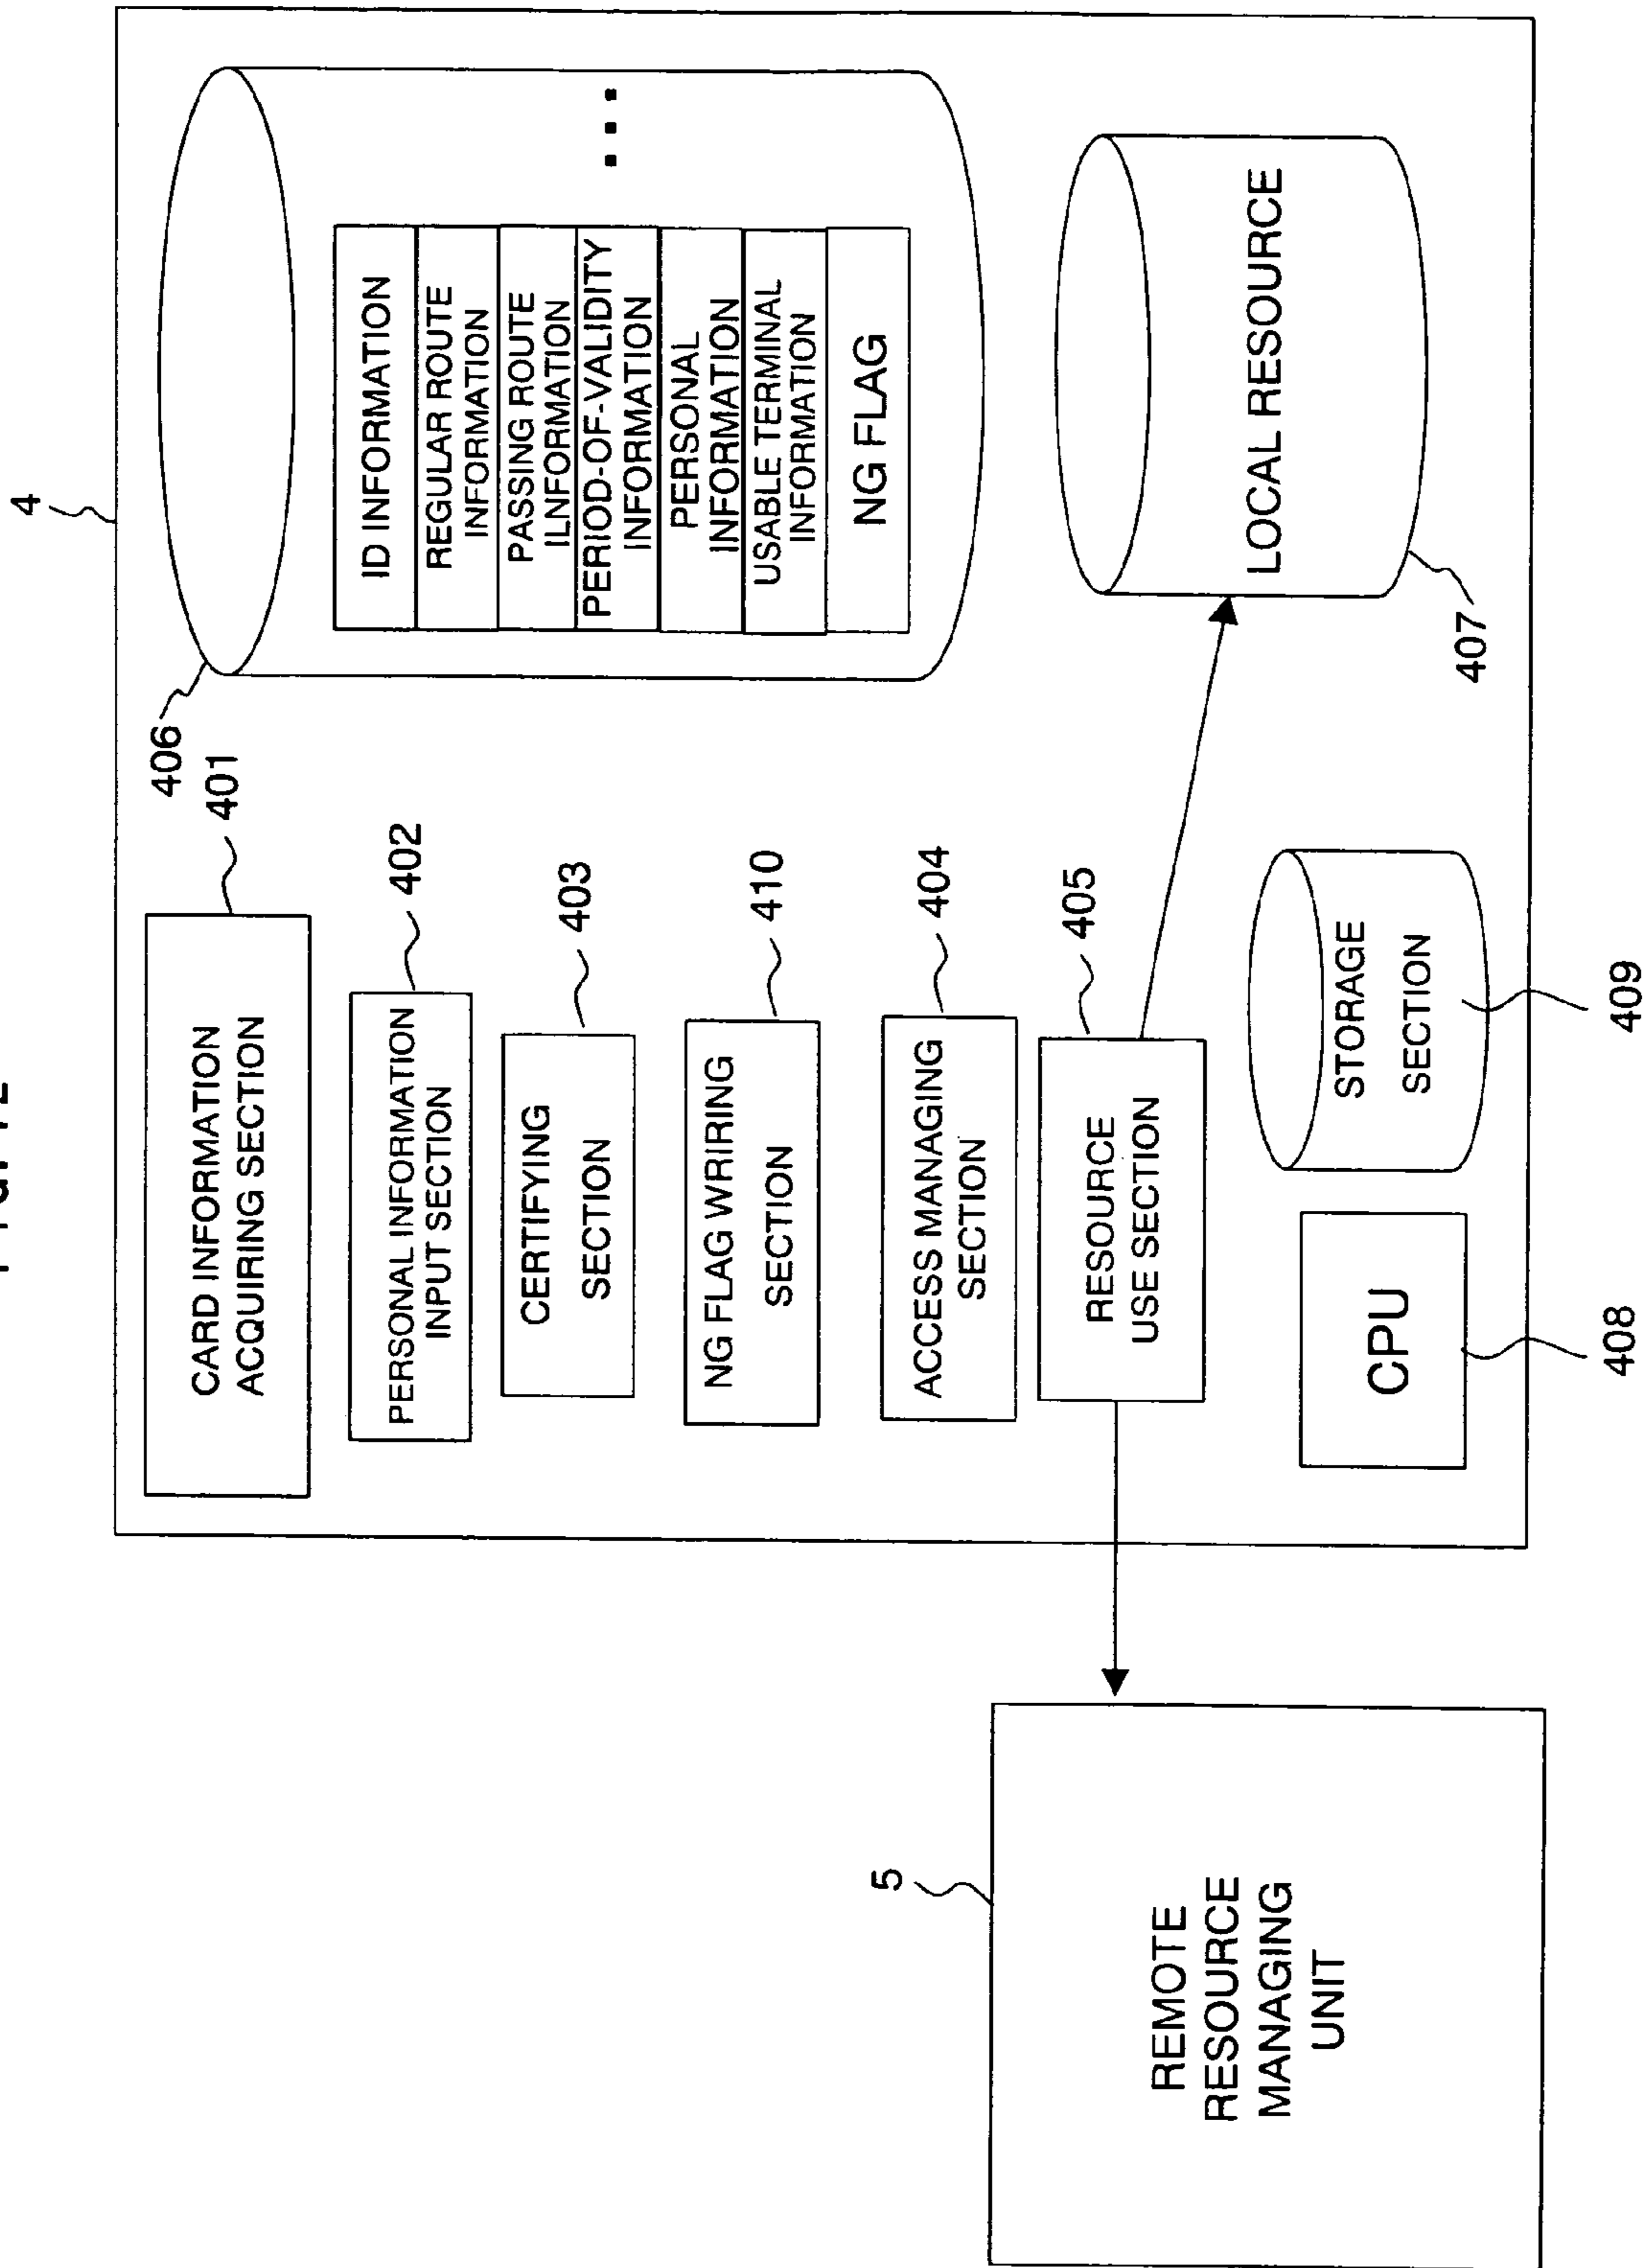 4
406
401
CARD INFORMATION
ACQUIRING SECTION
402
PERSONAL INFORMATION
INPUT SECTION
403
CERTIFYING
SECTION
410
NG FLAG WRIRING
SECTION
404
ACCESS MANAGING
SECTION
405
RESOURCE
USE SECTION
CPU
408
STORAGE
SECTION
409
ID INFORMATION
REGULAR ROUTE
INFORMATION
PASSING ROUTE
ILNFORMATION
PERIOD-OF-VALIDITY
INFORMATION
PERSONAL
INFORMATION
USABLE TERMINAL
INFORMATION
NG FLAG
...
LOCAL RESOURCE
407
5
REMOTE
RESOURCE
MANAGING
UNIT